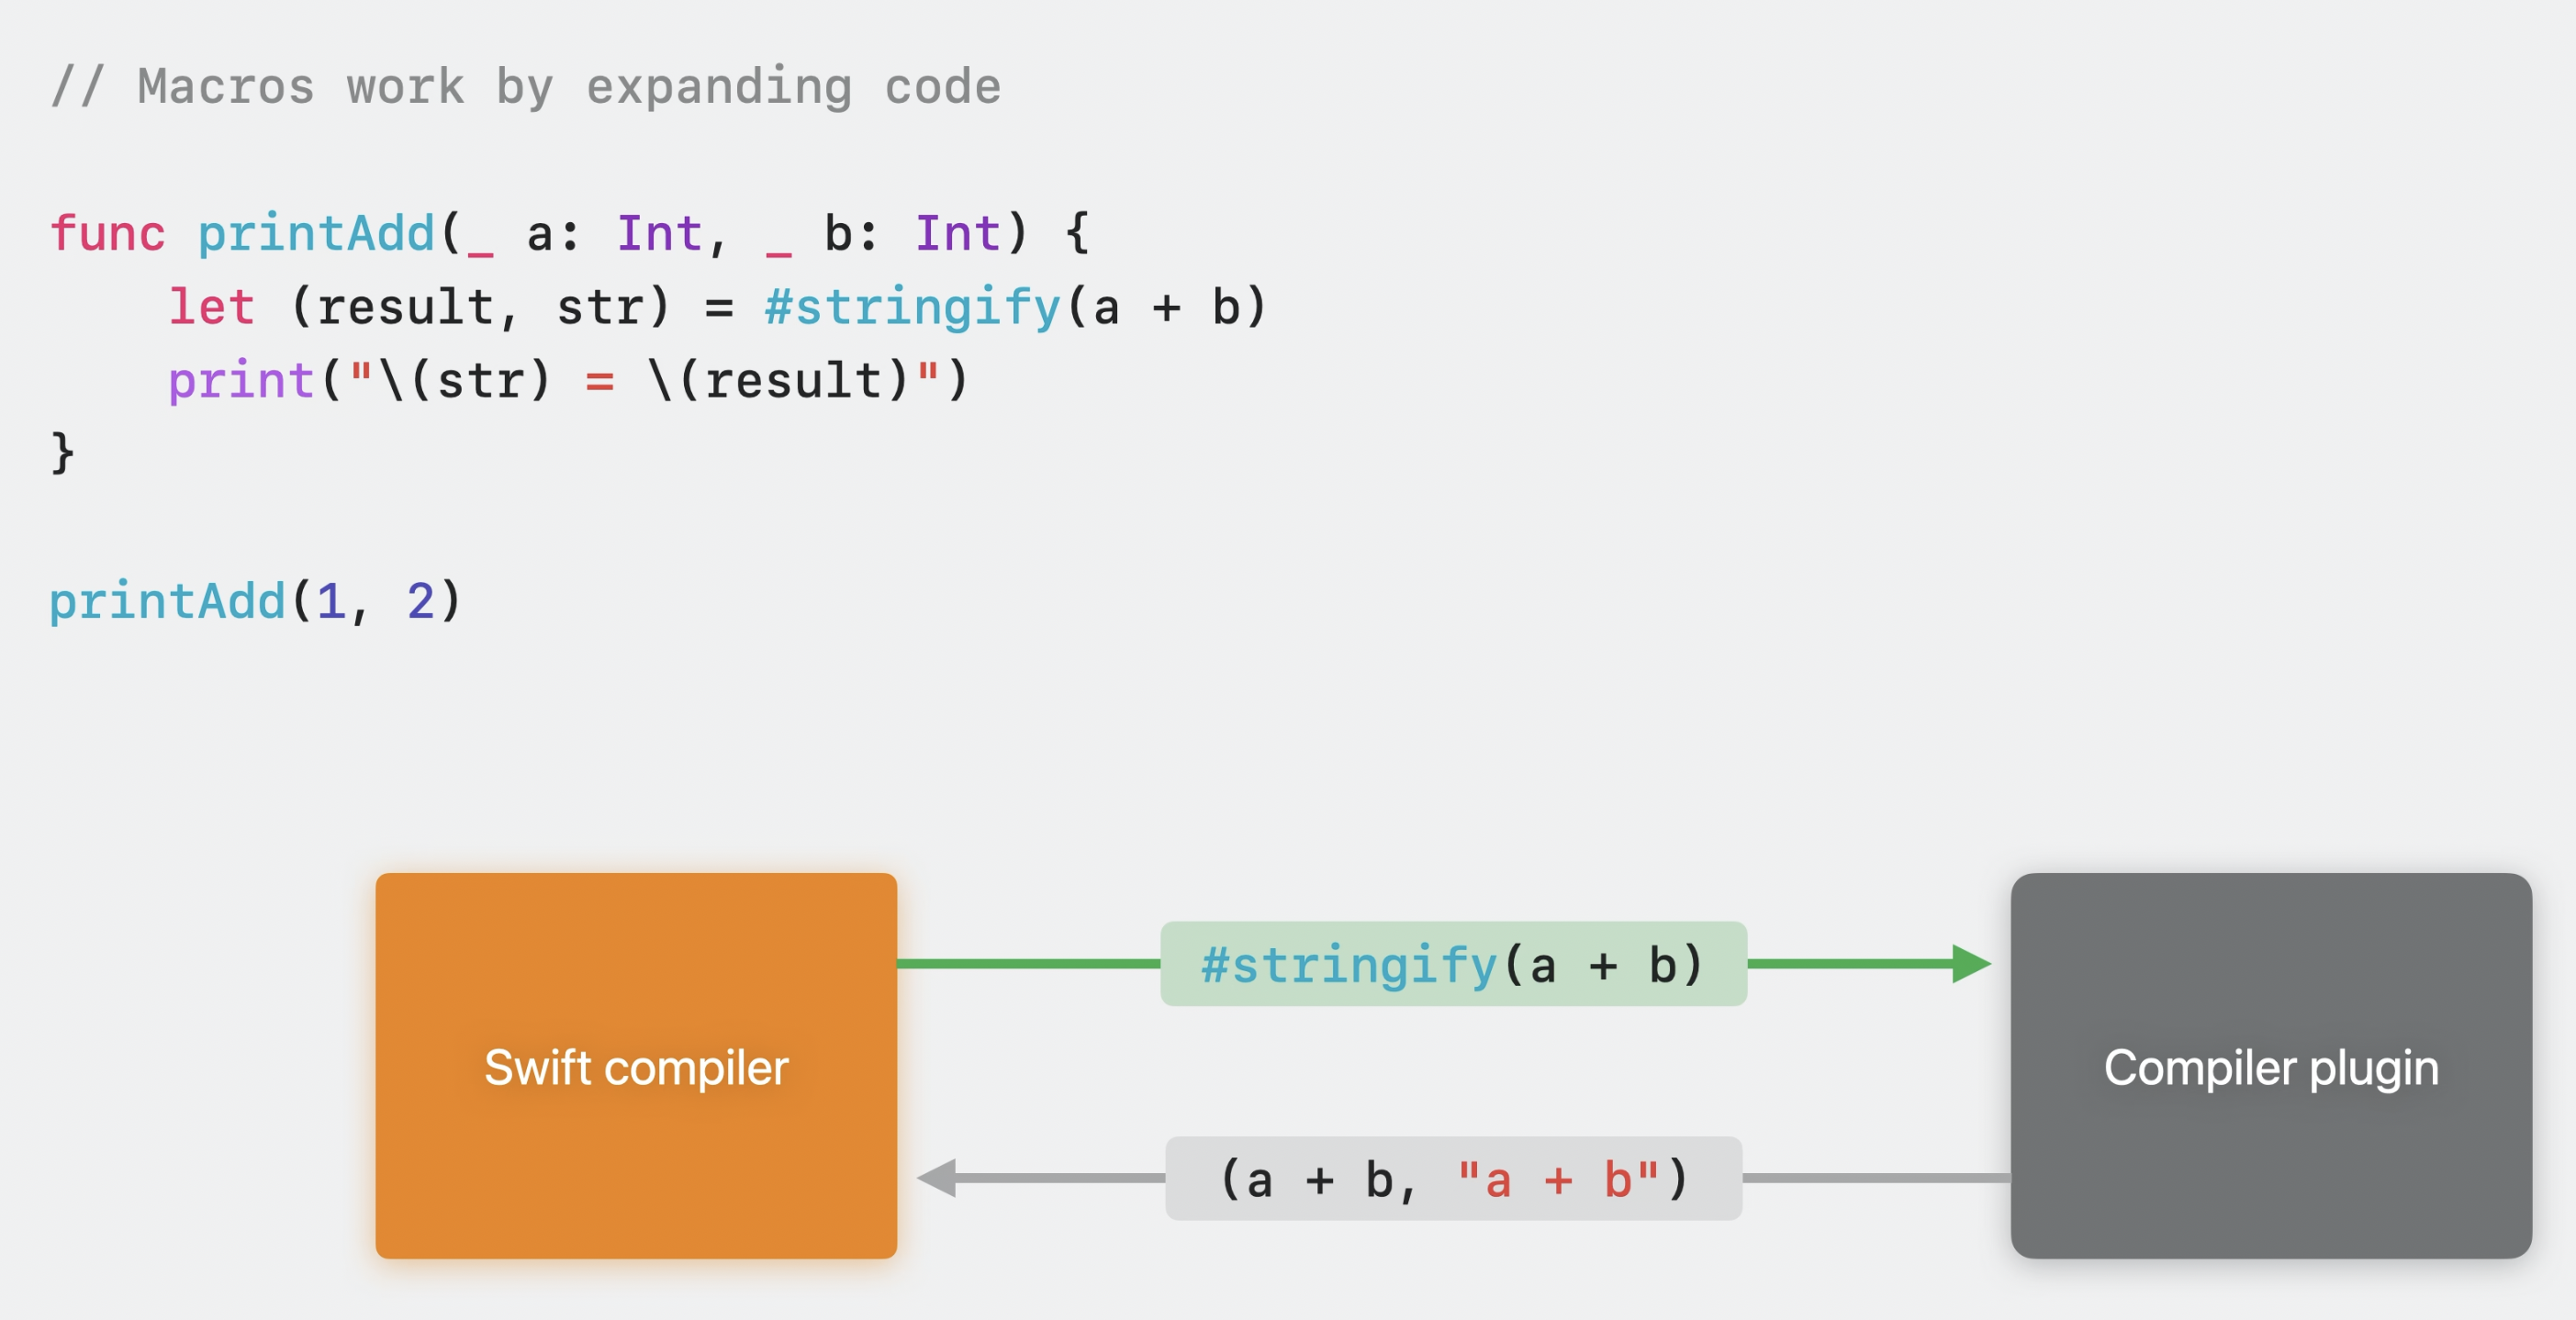 // Macros work by expanding code
func printAdd(_ a: Int, _ b: Int) {
    let (result, str) = #stringify(a + b)
    print("\(str) = \(result)")
}
printAdd(1, 2)
#stringify(a + b)
Swift compiler
Compiler plugin
(a + b, "a + b")